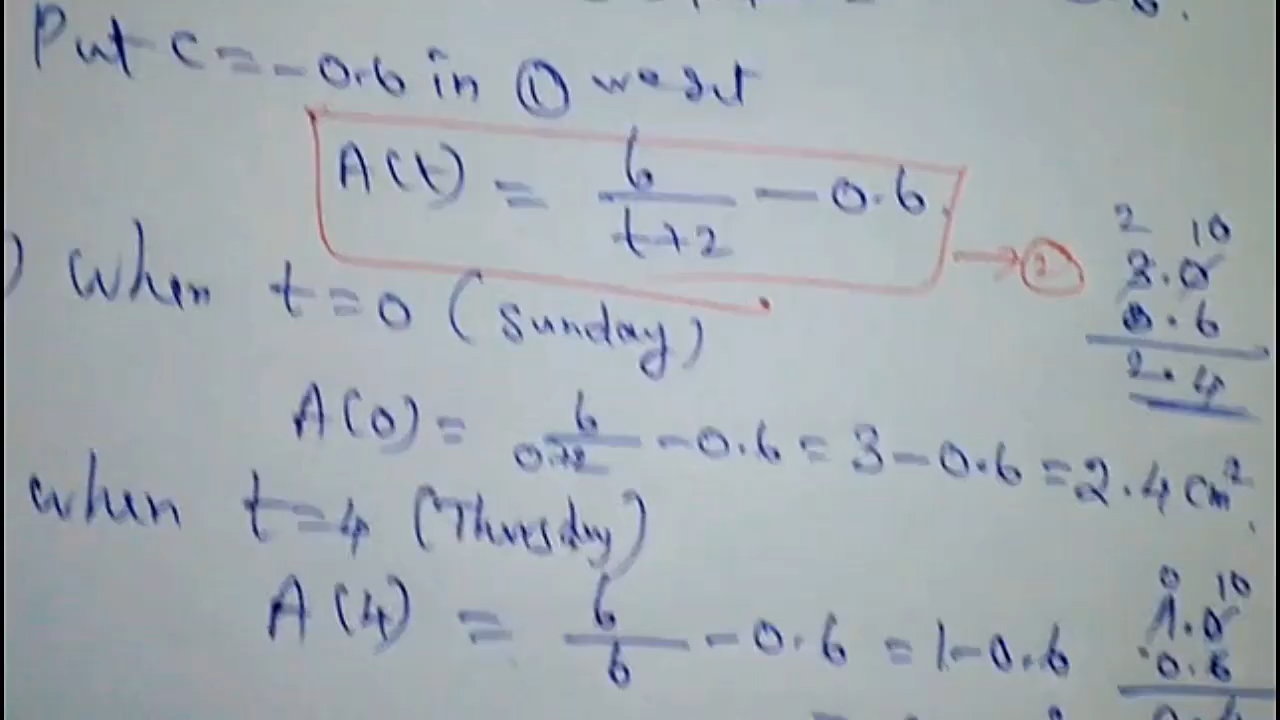 Put c = -0.6 in ① we get
A(t) = 6/(t+2) - 0.6 → ②
) when t = 0 (Sunday)
2 10
3.0
0.6
2.4
A(0) = 6/(0+2) - 0.6 = 3 - 0.6 = 2.4 cm².
when t = 4 (Thursday)
A(4) = 6/6 - 0.6 = 1 - 0.6
0 10
1.0
0.6